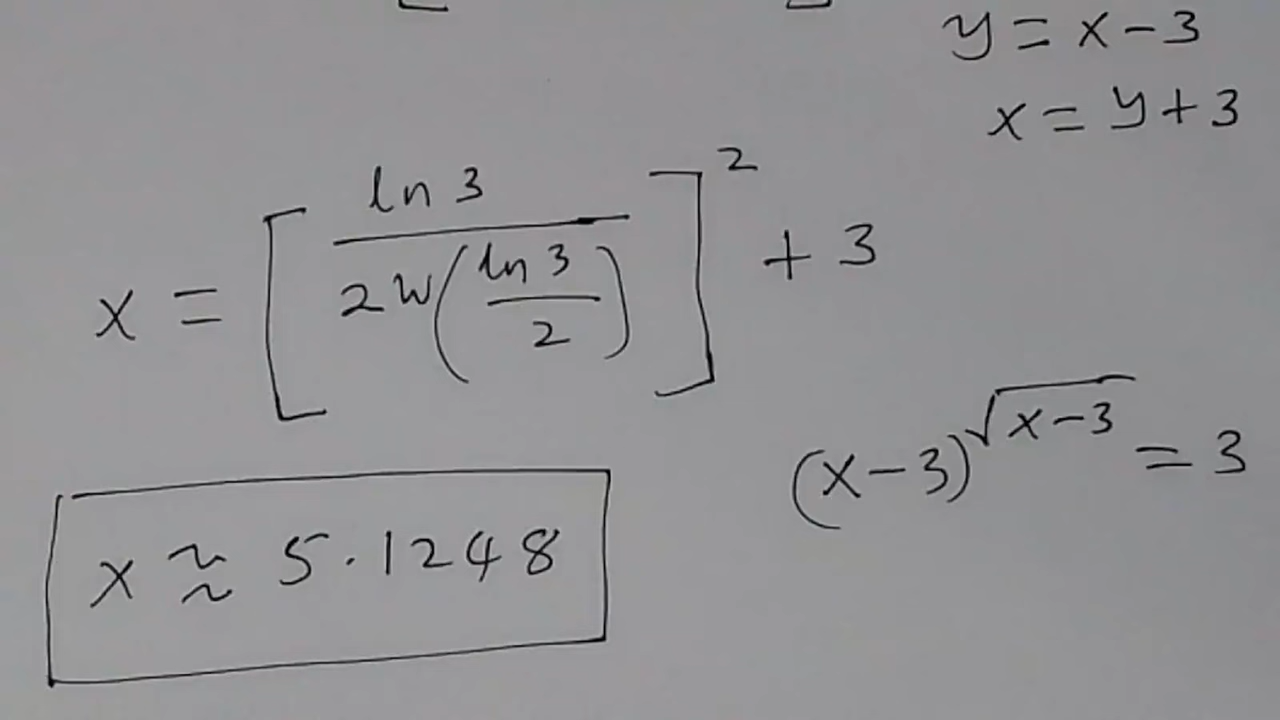 y = x - 3
x = y + 3
x = [ln 3 / 2W(ln 3 / 2)]² + 3
(x - 3)^√(x - 3) = 3
x ≈ 5.1248